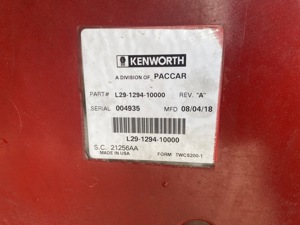 KENWORTH
A DIVISION OF PACCAR
PART# L29-1294-10000 REV. "A"
SERIAL 004935 MFD 08/04/18
L29-1294-10000
S.C. 21256AA
MADE IN USA FORM TWCS200-1